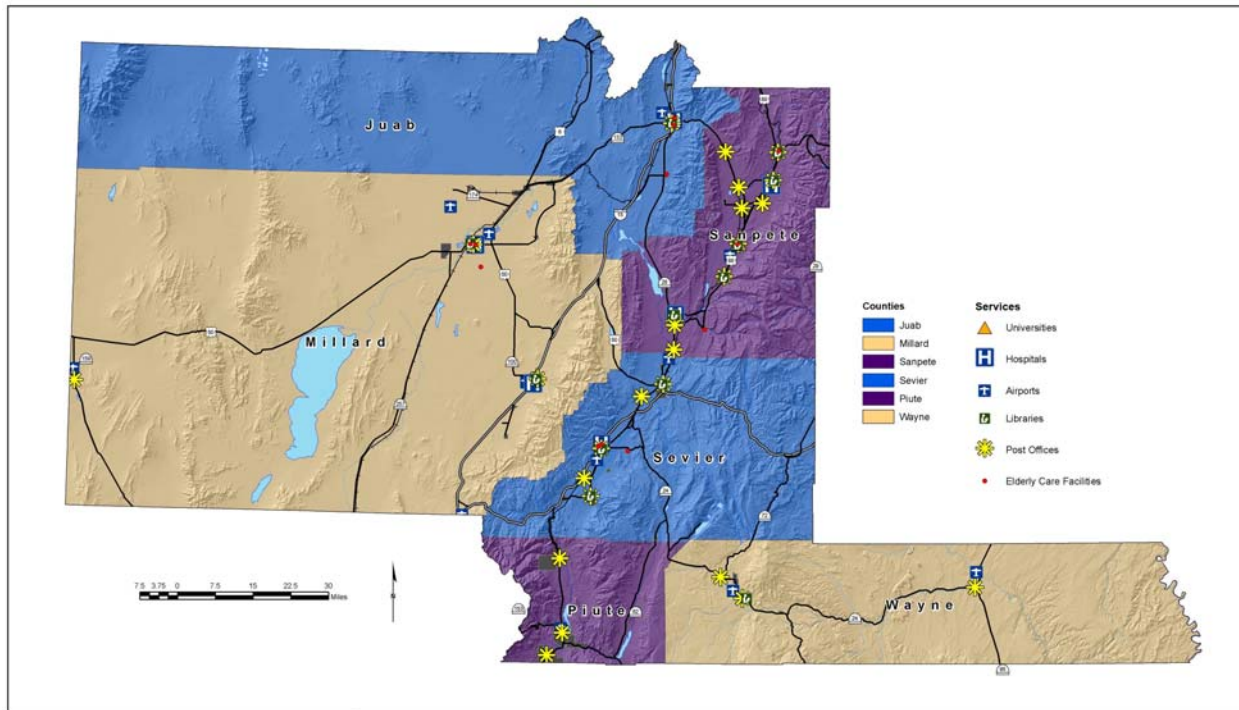 Juab
Sanpete
Millard
Sevier
Piute
Wayne
Counties
Juab
Millard
Sanpete
Sevier
Piute
Wayne
Services
Universities
Hospitals
Airports
Libraries
Post Offices
Elderly Care Facilities
7.5 3.75 0 7.5 15 22.5 30
Miles
N